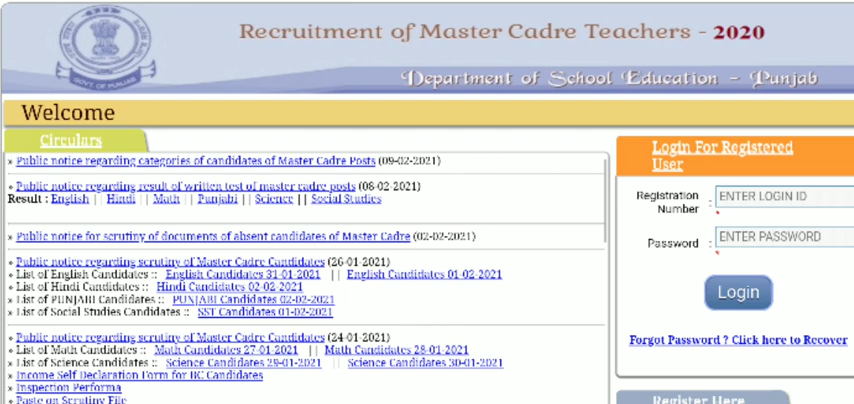 Recruitment of Master Cadre Teachers - 2020
GOVT. OF PUNJAB
Department of School Education - Punjab
Welcome
Circulars
» Public notice regarding categories of candidates of Master Cadre Posts (09-02-2021)
» Public notice regarding result of written test of master cadre posts (08-02-2021)
Result : English || Hindi || Math || Punjabi || Science || Social Studies
» Public notice for scrutiny of documents of absent candidates of Master Cadre (02-02-2021)
» Public notice regarding scrutiny of Master Cadre Candidates (26-01-2021)
» List of English Candidates :: English Candidates 31-01-2021 || English Candidates 01-02-2021
» List of Hindi Candidates :: Hindi Candidates 02-02-2021
» List of PUNJABI Candidates :: PUNJABI Candidates 02-02-2021
» List of Social Studies Candidates :: SST Candidates 01-02-2021
» Public notice regarding scrutiny of Master Cadre Candidates (24-01-2021)
» List of Math Candidates :: Math Candidates 27-01-2021 || Math Candidates 28-01-2021
» List of Science Candidates :: Science Candidates 29-01-2021 || Science Candidates 30-01-2021
» Income Self Declaration Form for BC Candidates
» Inspection Performa
» Paste on Scrutiny File
Login For Registered
User
Registration
Number : ENTER LOGIN ID
*
Password : ENTER PASSWORD
*
Login
Forgot Password ? Click here to Recover
Register Here